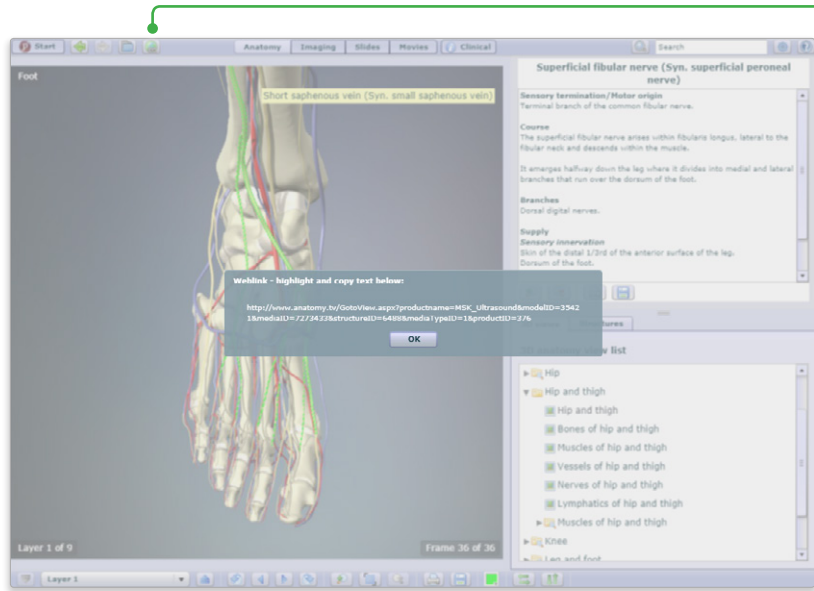 Start
Anatomy
Imaging
Slides
Movies
Clinical
Search
Foot
Short saphenous vein (Syn. small saphenous vein)
Superficial fibular nerve (Syn. superficial peroneal
nerve)
Sensory termination/Motor origin
Terminal branch of the common fibular nerve.
Course
The superficial fibular nerve arises within fibularis longus, lateral to the
fibular neck and descends within the muscle.
It emerges halfway down the leg where it divides into medial and lateral
branches that run over the dorsum of the foot.
Branches
Dorsal digital nerves.
Supply
Sensory innervation
Skin of the distal 1/3rd of the anterior surface of the leg.
Dorsum of the foot.
Weblink - highlight and copy text below:
http://www.anatomy.tv/GotoView.aspx?productname=MSK_Ultrasound&modelID=3542
1&mediaID=7273433&structureID=6488&mediaTypeID=1&productID=376
OK
list
Hip
Hip and thigh
Hip and thigh
Bones of hip and thigh
Muscles of hip and thigh
Vessels of hip and thigh
Nerves of hip and thigh
Lymphatics of hip and thigh
Muscles of hip and thigh
Knee
Leg and foot
Layer 1 of 9
Frame 36 of 36
Layer 1